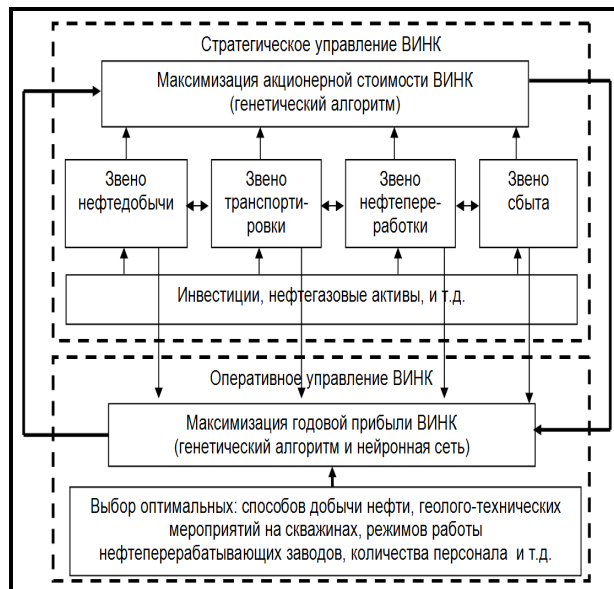 Стратегическое управление ВИНК
Максимизация акционерной стоимости ВИНК
(генетический алгоритм)
Звено
нефтедобычи
Звено
транспорти-
ровки
Звено
нефтепере-
работки
Звено
сбыта
Инвестиции, нефтегазовые активы, и т.д.
Оперативное управление ВИНК
Максимизация годовой прибыли ВИНК
(генетический алгоритм и нейронная сеть)
Выбор оптимальных: способов добычи нефти, геолого-технических
мероприятий на скважинах, режимов работы
нефтеперерабатывающих заводов, количества персонала и т.д.